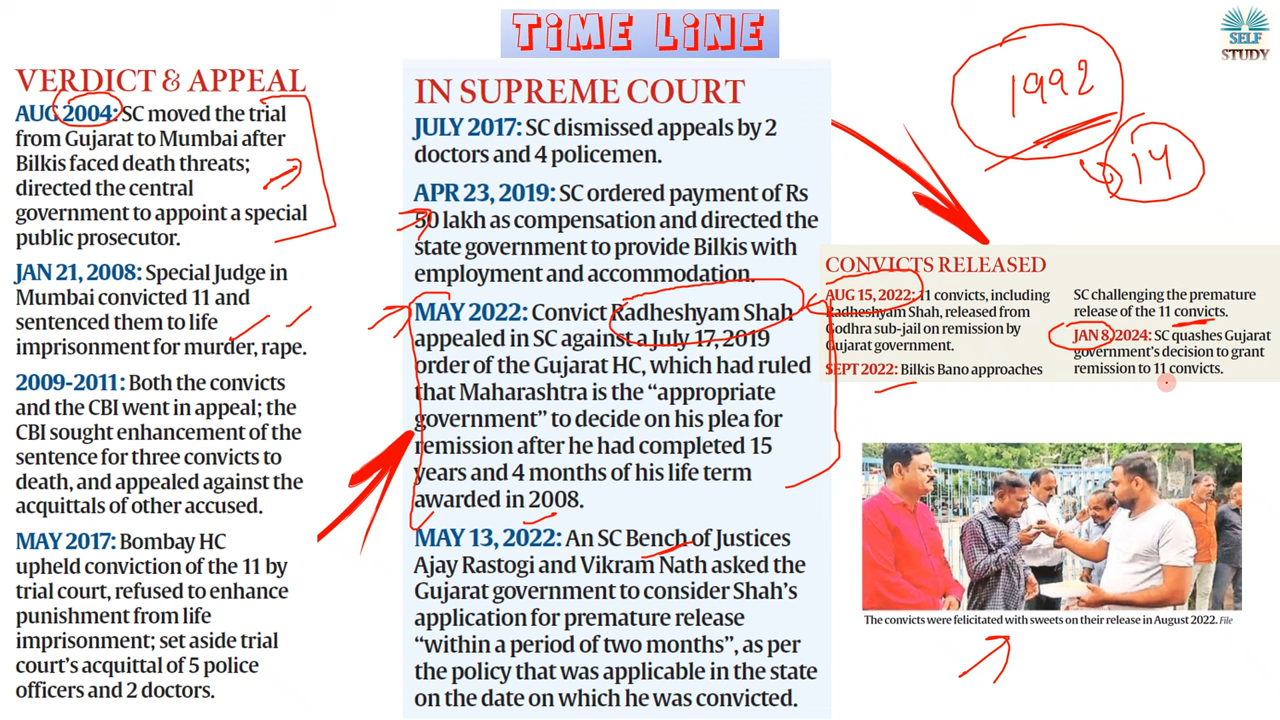 TiME LiNE
SELF
STUDY
VERDICT & APPEAL
AUG 2004: SC moved the trial
from Gujarat to Mumbai after
Bilkis faced death threats;
directed the central
government to appoint a special
public prosecutor.
JAN 21, 2008: Special Judge in
Mumbai convicted 11 and
sentenced them to life
imprisonment for murder, rape.
2009-2011: Both the convicts
and the CBI went in appeal; the
CBI sought enhancement of the
sentence for three convicts to
death, and appealed against the
acquittals of other accused.
MAY 2017: Bombay HC
upheld conviction of the 11 by
trial court, refused to enhance
punishment from life
imprisonment; set aside trial
court's acquittal of 5 police
officers and 2 doctors.
IN SUPREME COURT
JULY 2017: SC dismissed appeals by 2
doctors and 4 policemen.
APR 23, 2019: SC ordered payment of Rs
50 lakh as compensation and directed the
state government to provide Bilkis with
employment and accommodation.
MAY 2022: Convict Radheshyam Shah
appealed in SC against a July 17, 2019
order of the Gujarat HC, which had ruled
that Maharashtra is the "appropriate
government" to decide on his plea for
remission after he had completed 15
years and 4 months of his life term
awarded in 2008.
MAY 13, 2022: An SC Bench of Justices
Ajay Rastogi and Vikram Nath asked the
Gujarat government to consider Shah's
application for premature release
"within a period of two months", as per
the policy that was applicable in the state
on the date on which he was convicted.
1992
14
CONVICTS RELEASED
AUG 15, 2022: 11 convicts, including
Radheshyam Shah, released from
Godhra sub-jail on remission by
Gujarat government.
SEPT 2022: Bilkis Bano approaches
SC challenging the premature
release of the 11 convicts.
JAN 8, 2024: SC quashes Gujarat
government's decision to grant
remission to 11 convicts.
The convicts were felicitated with sweets on their release in August 2022. File